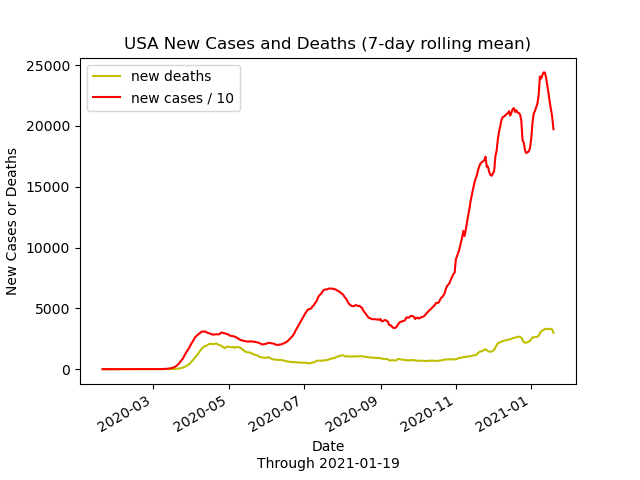 USA New Cases and Deaths (7-day rolling mean)
new deaths
new cases / 10
25000
20000
15000
10000
5000
0
New Cases or Deaths
2020-03
2020-05
2020-07
2020-09
2020-11
2021-01
Date
Through 2021-01-19